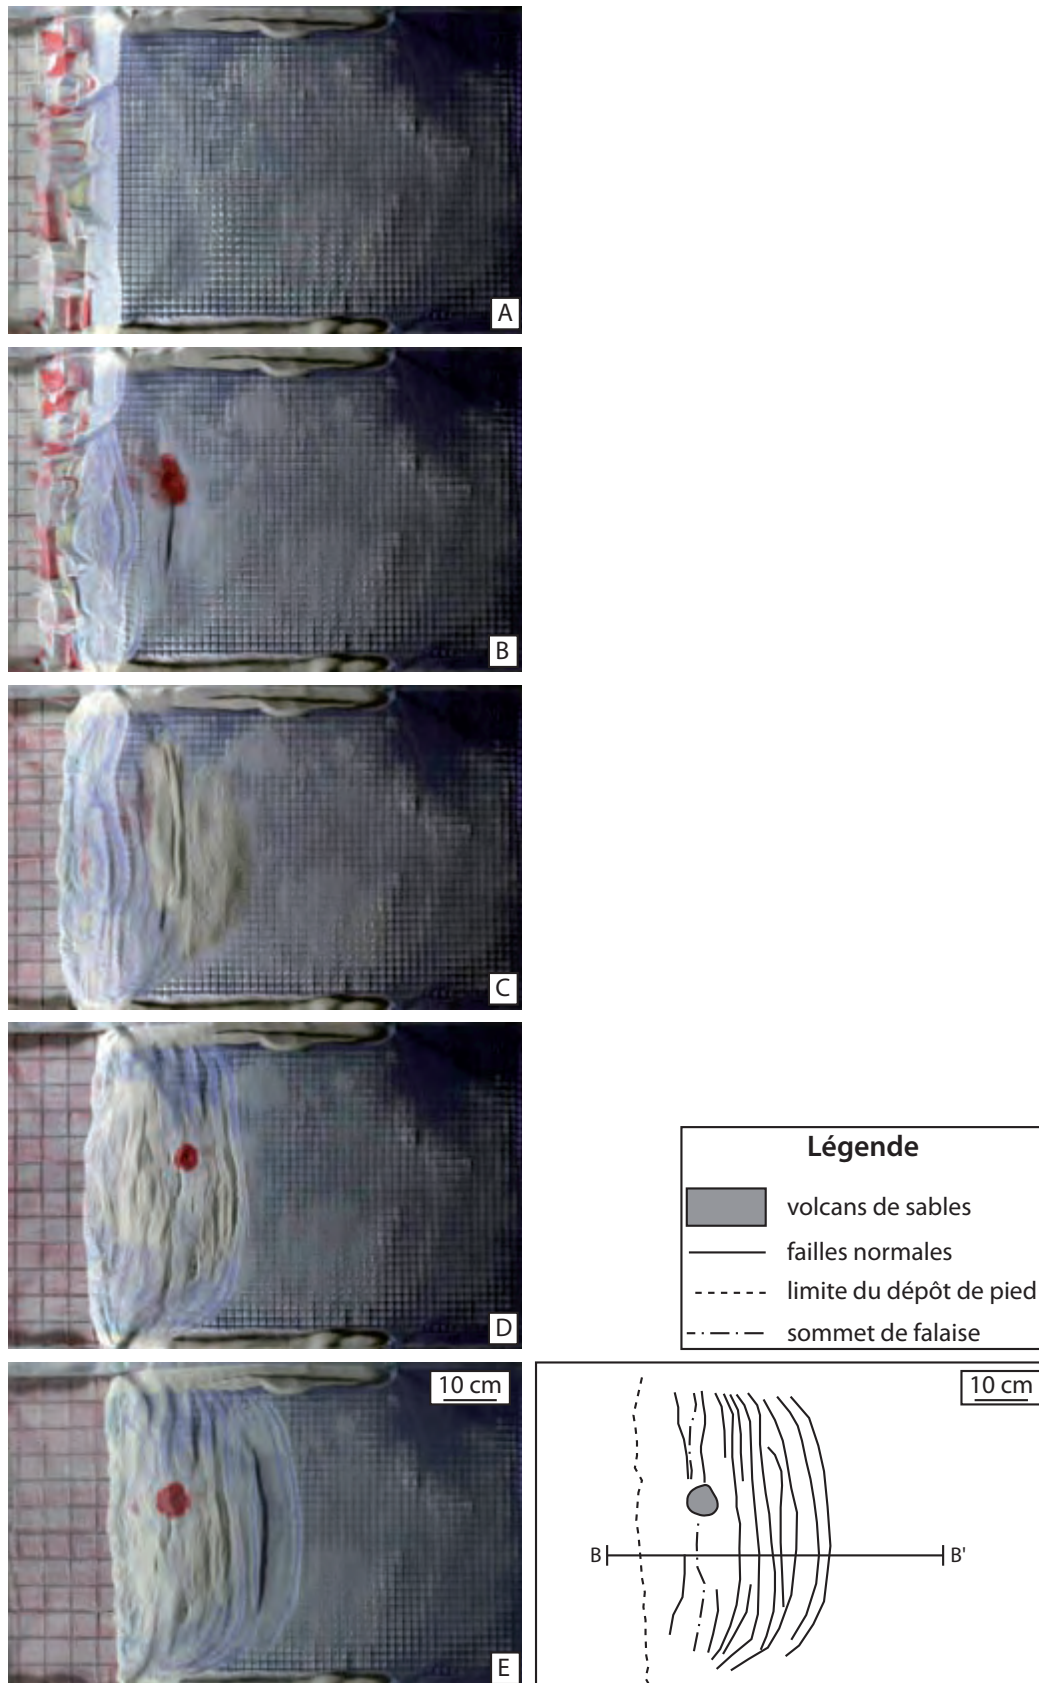 A
B
C
D
Légende
volcans de sables
failles normales
limite du dépôt de pied
sommet de falaise
10 cm
E
10 cm
B
B'